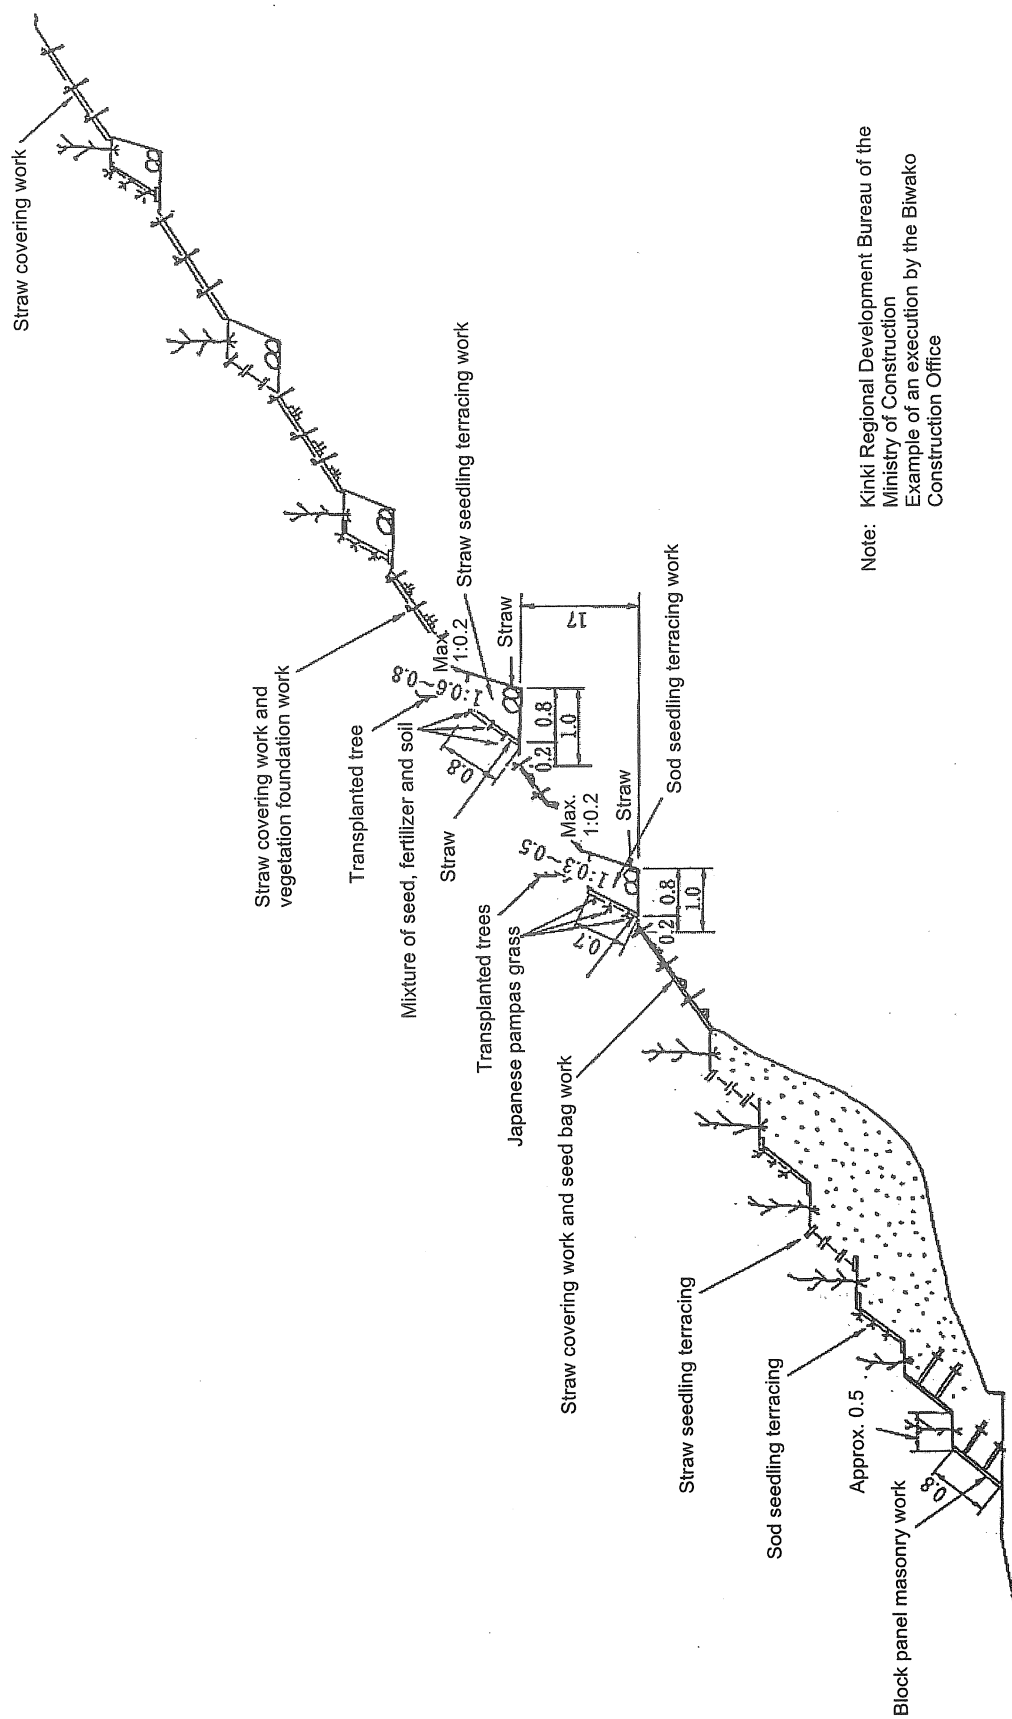 Straw covering work
Straw covering work and
vegetation foundation work
Transplanted tree
Mixture of seed, fertilizer and soil
Straw
Max.
1:0.2
1:0.6~0.8
0.8
Straw seedling terracing work
Straw
17
0.2
0.8
1.0
Transplanted trees
Japanese pampas grass
Max.
1:0.2
1:0.3~0.5
0.7
Straw
Sod seedling terracing work
0.2
0.8
1.0
Straw covering work and seed bag work
Straw seedling terracing
Sod seedling terracing
Approx. 0.5
0.8
Block panel masonry work
Note: Kinki Regional Development Bureau of the
Ministry of Construction
Example of an execution by the Biwako
Construction Office